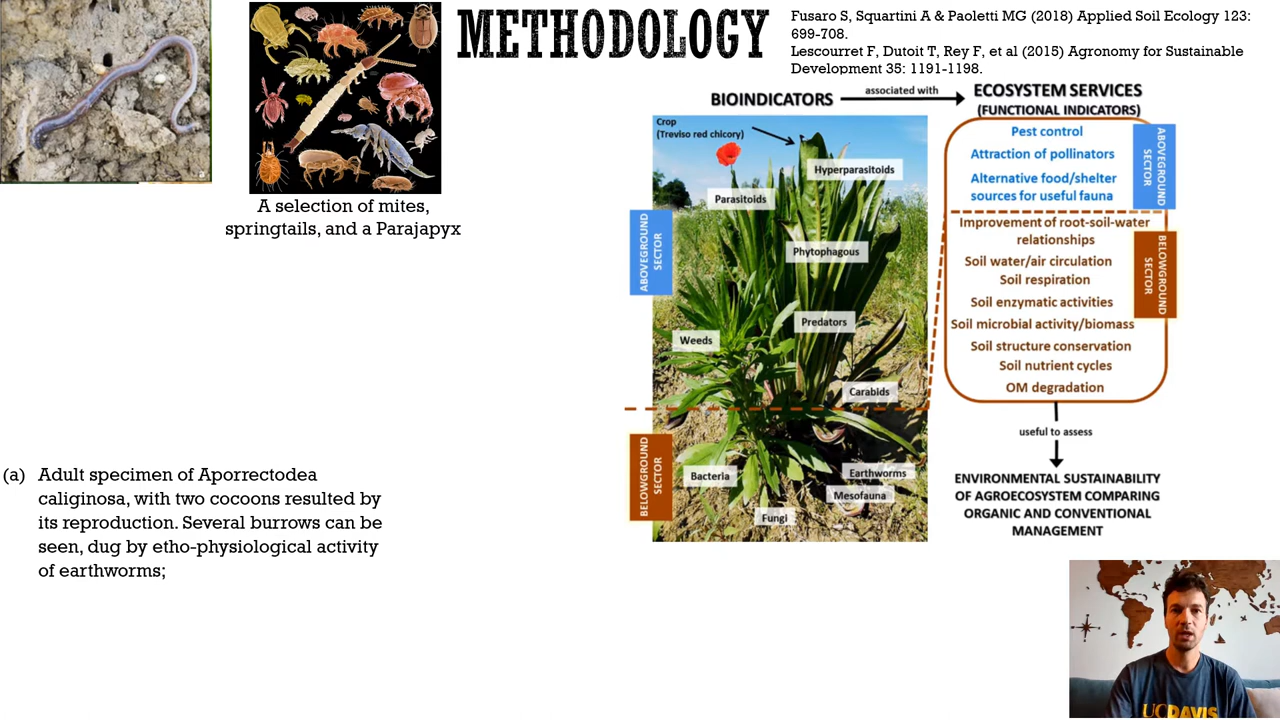 METHODOLOGY
Fusaro S, Squartini A & Paoletti MG (2018) Applied Soil Ecology 123:
699-708.
Lescourret F, Dutoit T, Rey F, et al (2015) Agronomy for Sustainable
Development 35: 1191-1198.
a
A selection of mites,
springtails, and a Parajapyx
(a) Adult specimen of Aporrectodea
caliginosa, with two cocoons resulted by
its reproduction. Several burrows can be
seen, dug by etho-physiological activity
of earthworms;
BIOINDICATORS
associated with
ECOSYSTEM SERVICES
(FUNCTIONAL INDICATORS)
Crop
(Treviso red chicory)
Hyperparasitoids
Parasitoids
Phytophagous
Predators
Weeds
Carabids
Bacteria
Earthworms
Mesofauna
Fungi
ABOVEGROUND
SECTOR
BELOWGROUND
SECTOR
Pest control
Attraction of pollinators
Alternative food/shelter
sources for useful fauna
ABOVEGROUND
SECTOR
Improvement of root-soil-water
relationships
Soil water/air circulation
Soil respiration
Soil enzymatic activities
Soil microbial activity/biomass
Soil structure conservation
Soil nutrient cycles
OM degradation
BELOWGROUND
SECTOR
useful to assess
ENVIRONMENTAL SUSTAINABILITY
OF AGROECOSYSTEM COMPARING
ORGANIC AND CONVENTIONAL
MANAGEMENT
UCDAVIS